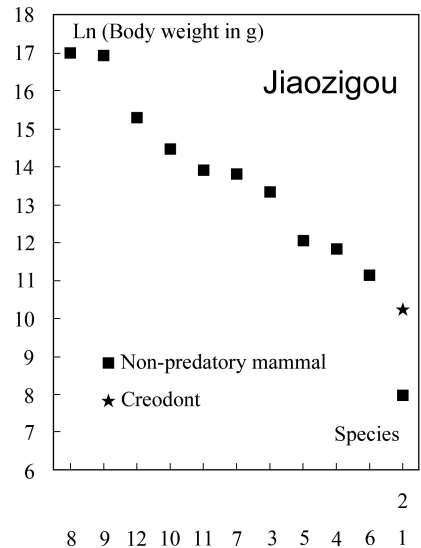 18
Ln (Body weight in g)
17
Jiaozigou
16
15
14
13
12
11
10
9
Non-predatory mammal
8
Creodont
7
Species
6
2
8 9 12 10 11 7 3 5 4 6 1